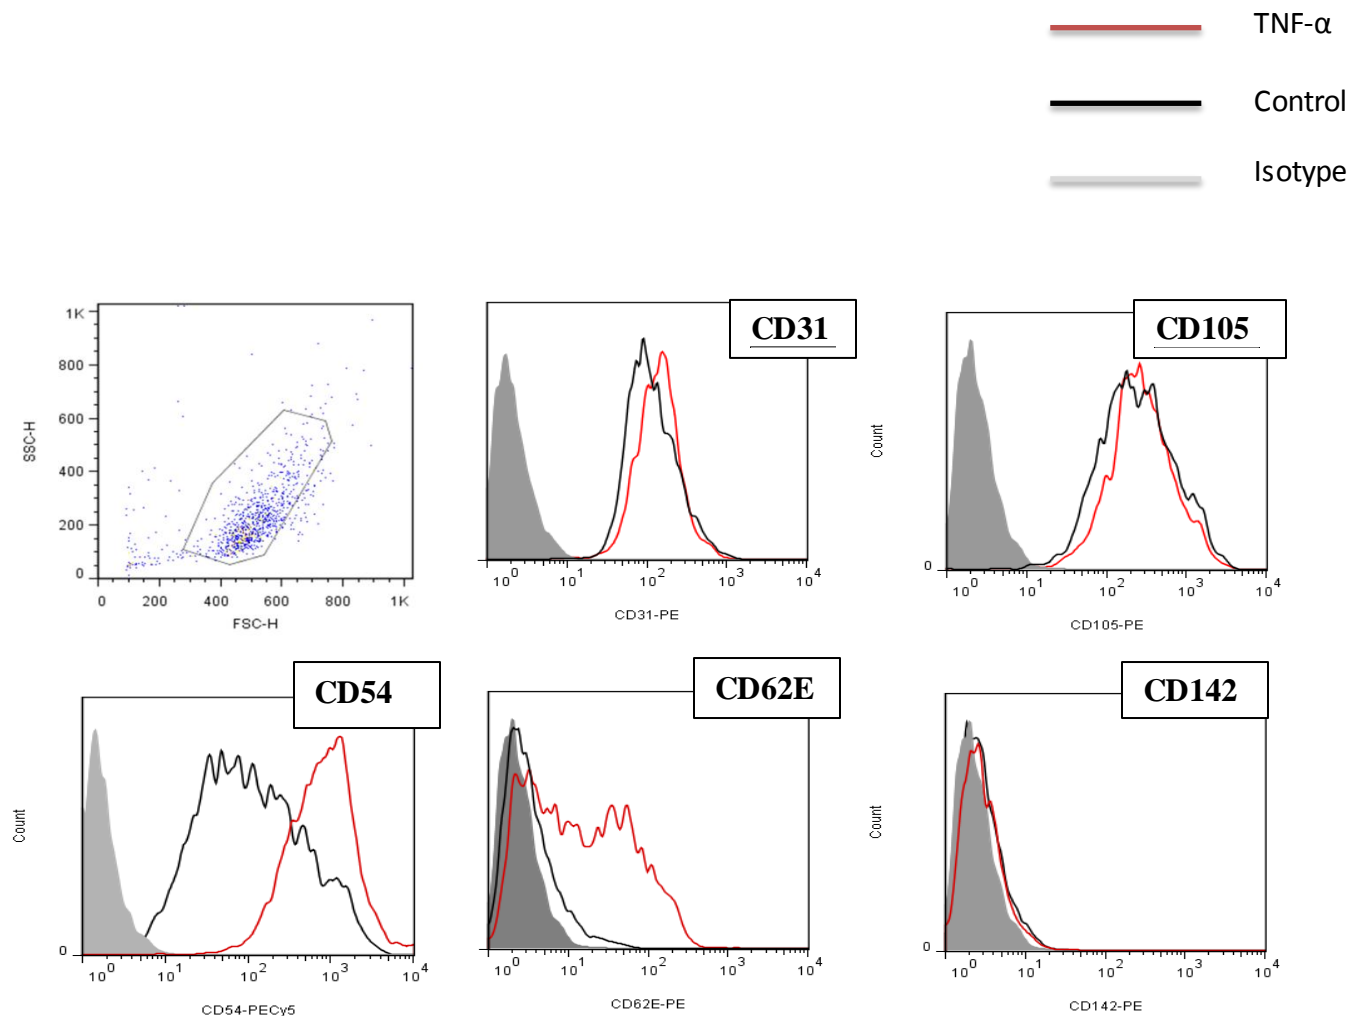 TNF-α
Control
Isotype
1K
800
600
400
200
0
SSC-H
0 200 400 600 800 1K
FSC-H
CD31
10^0 10^1 10^2 10^3 10^4
CD31-PE
CD105
Count
0
10^0 10^1 10^2 10^3 10^4
CD105-PE
CD54
Count
0
10^0 10^1 10^2 10^3 10^4
CD54-PECy5
CD62E
10^0 10^1 10^2 10^3 10^4
CD62E-PE
CD142
Count
0
10^0 10^1 10^2 10^3 10^4
CD142-PE